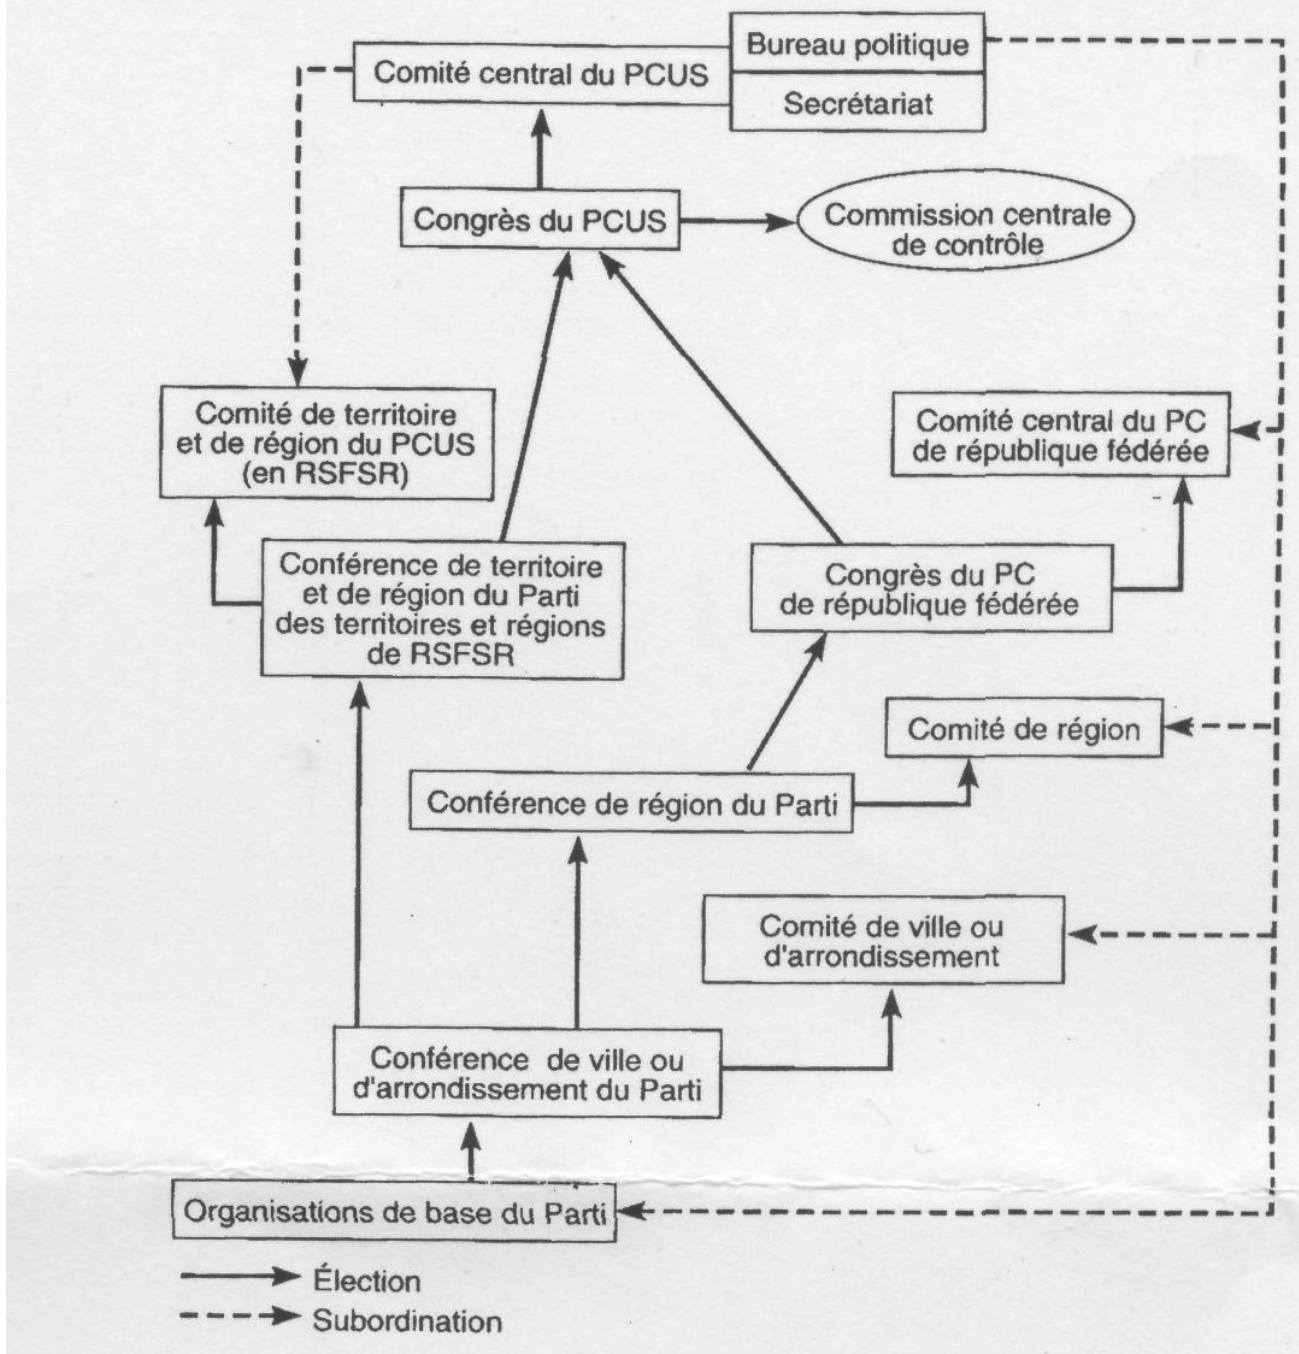 Bureau politique
Comité central du PCUS
Secrétariat
Congrès du PCUS
Commission centrale
de contrôle
Comité de territoire
et de région du PCUS
(en RSFSR)
Comité central du PC
de république fédérée
Conférence de territoire
et de région du Parti
des territoires et régions
de RSFSR
Congrès du PC
de république fédérée
Comité de région
Conférence de région du Parti
Comité de ville ou
d'arrondissement
Conférence de ville ou
d'arrondissement du Parti
Organisations de base du Parti
Élection
Subordination